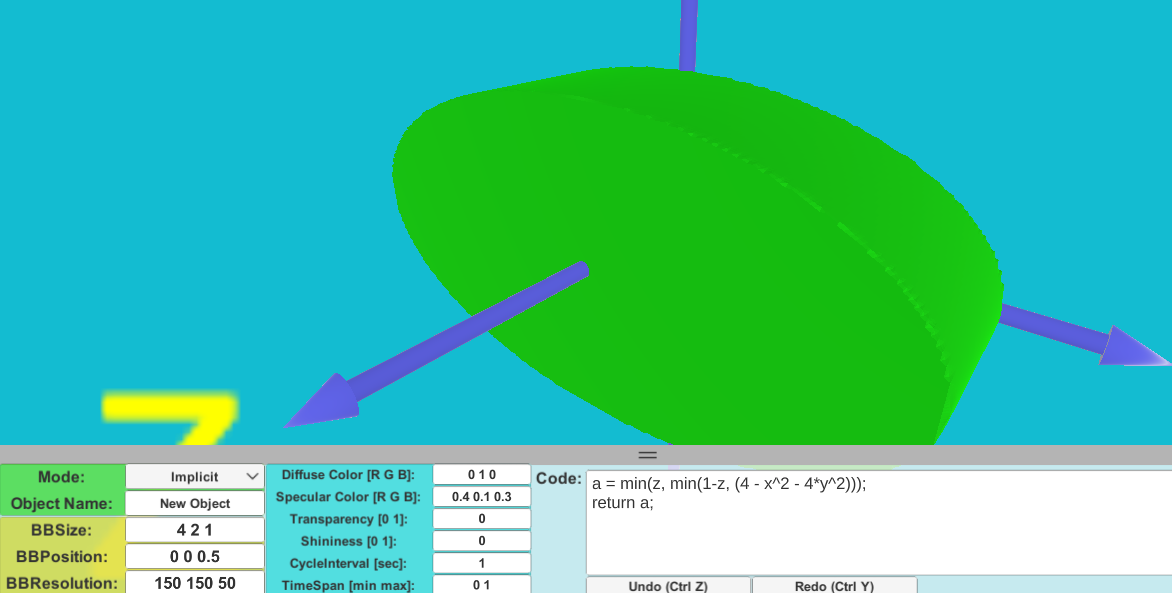 Z
Mode:
Implicit
Object Name:
New Object
BBSize:
4 2 1
BBPosition:
0 0 0.5
BBResolution:
150 150 50
Diffuse Color [R G B]:
0 1 0
Specular Color [R G B]:
0.4 0.1 0.3
Transparency [0 1]:
0
Shininess [0 1]:
0
CycleInterval [sec]:
1
TimeSpan [min max]:
0 1
Code:
a = min(z, min(1-z, (4 - x^2 - 4*y^2)));
return a;
Undo (Ctrl Z)
Redo (Ctrl Y)